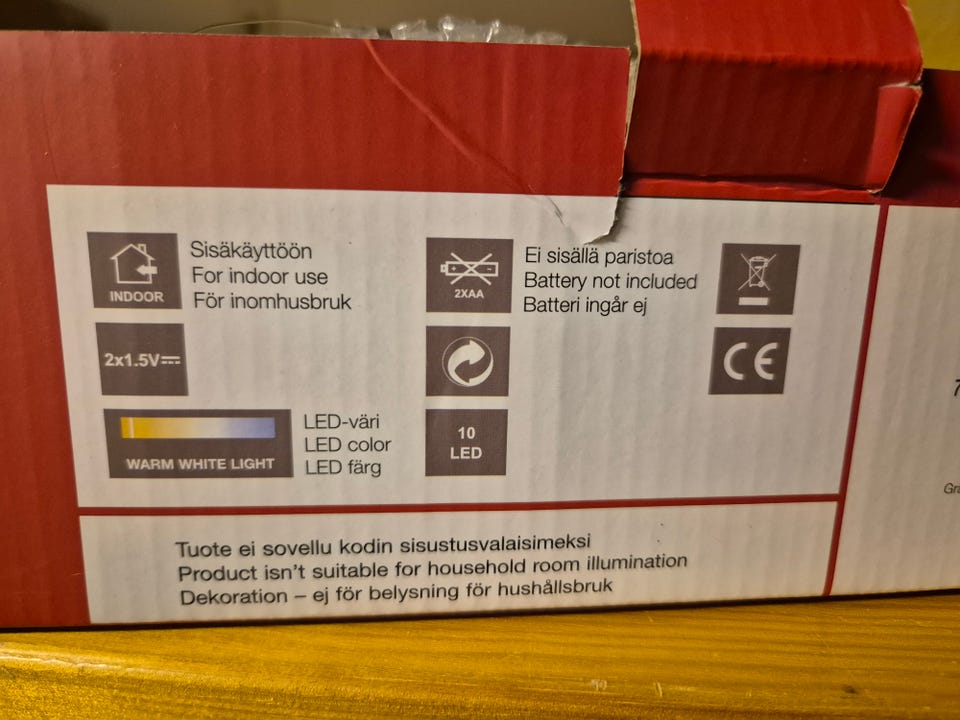 INDOOR
Sisäkäyttöön
For indoor use
För inomhusbruk
2XAA
Ei sisällä paristoa
Battery not included
Batteri ingår ej
2x1.5V
CE
WARM WHITE LIGHT
LED-väri
LED color
LED färg
10
LED
Tuote ei sovellu kodin sisustusvalaisimeksi
Product isn't suitable for household room illumination
Dekoration – ej för belysning för hushållsbruk